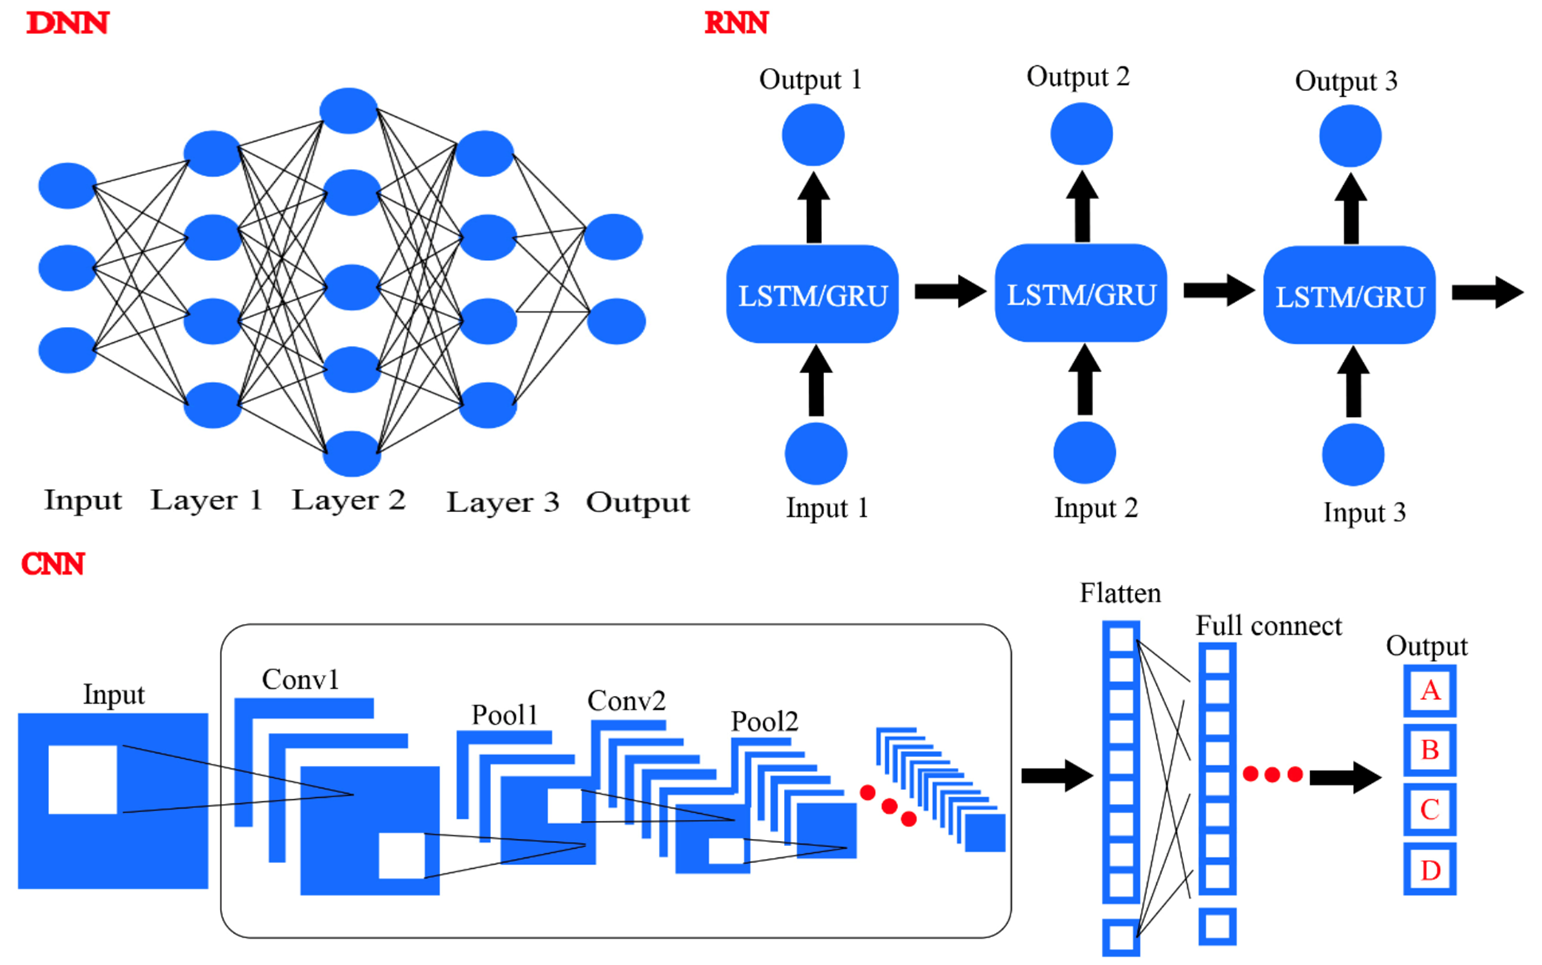 DNN
Input Layer 1 Layer 2 Layer 3 Output
RNN
Output 1 Output 2 Output 3
LSTM/GRU LSTM/GRU LSTM/GRU
Input 1 Input 2 Input 3
CNN
Input
Conv1
Pool1
Conv2
Pool2
Flatten
Full connect
Output
A
B
C
D